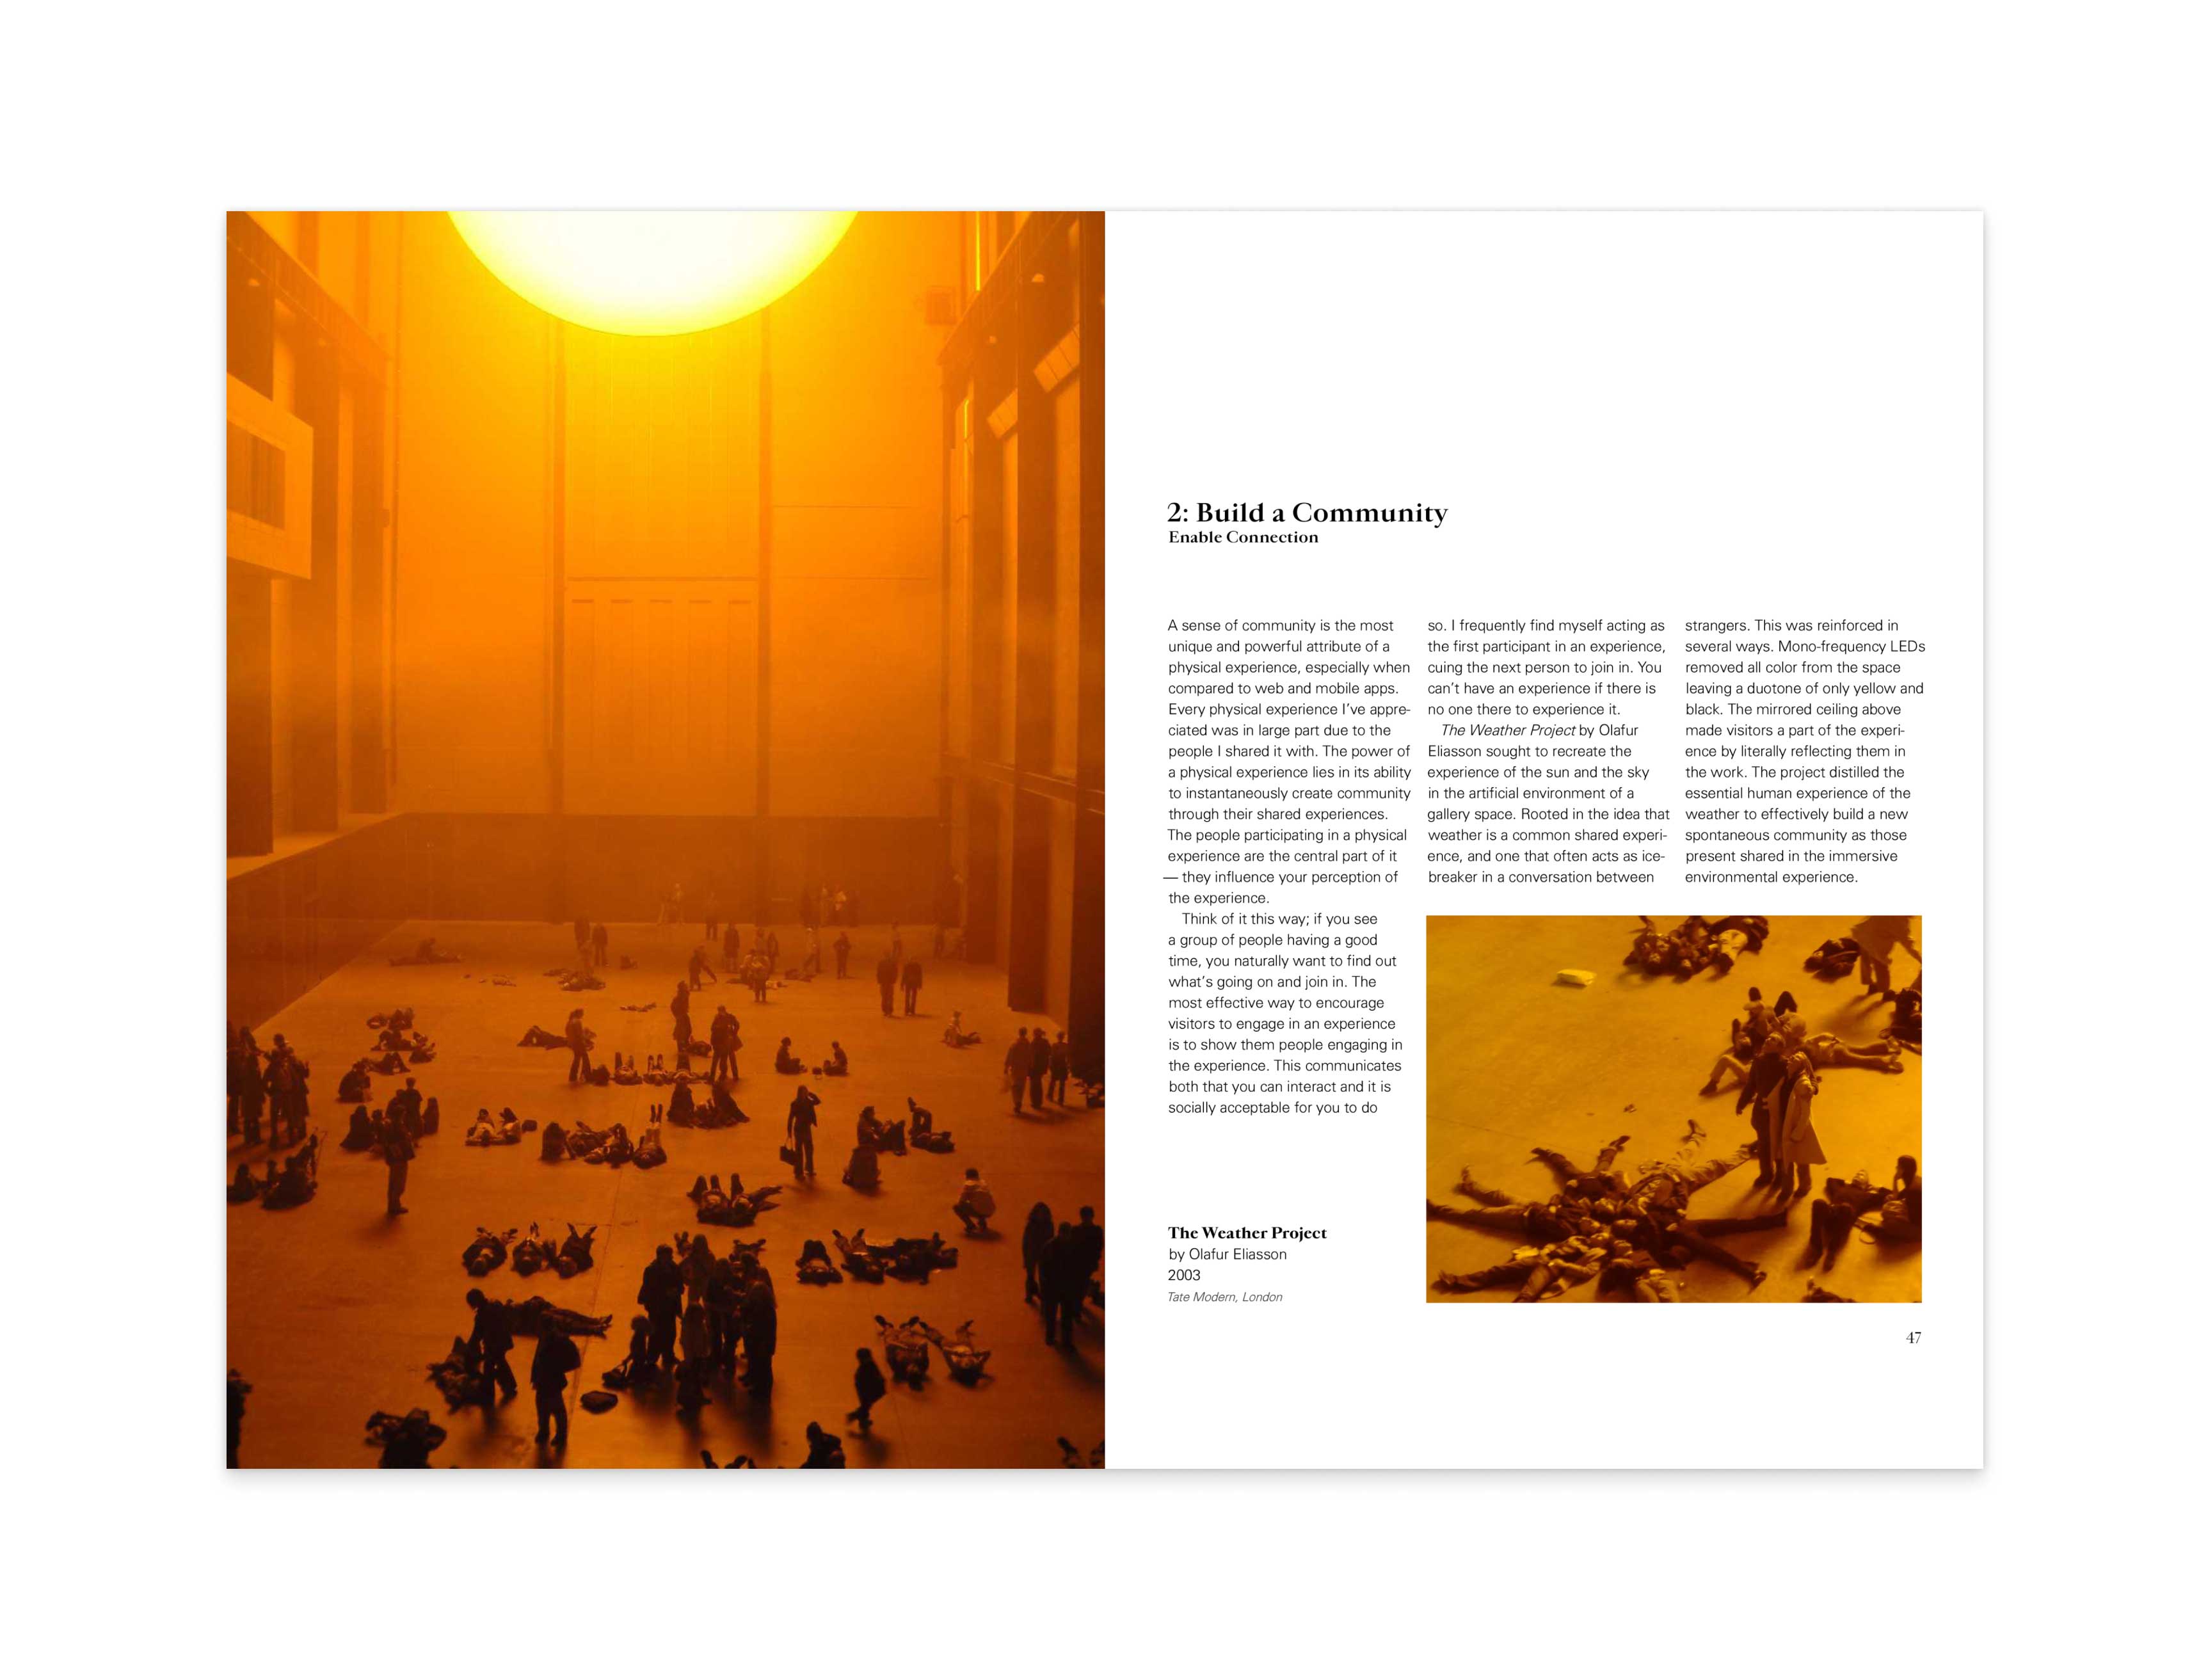 2: Build a Community
Enable Connection
A sense of community is the most
unique and powerful attribute of a
physical experience, especially when
compared to web and mobile apps.
Every physical experience I’ve appre-
ciated was in large part due to the
people I shared it with. The power of
a physical experience lies in its ability
to instantaneously create community
through their shared experiences.
The people participating in a physical
experience are the central part of it
— they influence your perception of
the experience.
Think of it this way; if you see
a group of people having a good
time, you naturally want to find out
what’s going on and join in. The
most effective way to encourage
visitors to engage in an experience
is to show them people engaging in
the experience. This communicates
both that you can interact and it is
socially acceptable for you to do
so. I frequently find myself acting as
the first participant in an experience,
cuing the next person to join in. You
can’t have an experience if there is
no one there to experience it.
The Weather Project by Olafur
Eliasson sought to recreate the
experience of the sun and the sky
in the artificial environment of a
gallery space. Rooted in the idea that
weather is a common shared experi-
ence, and one that often acts as ice-
breaker in a conversation between
strangers. This was reinforced in
several ways. Mono-frequency LEDs
removed all color from the space
leaving a duotone of only yellow and
black. The mirrored ceiling above
made visitors a part of the experi-
ence by literally reflecting them in
the work. The project distilled the
essential human experience of the
weather to effectively build a new
spontaneous community as those
present shared in the immersive
environmental experience.
The Weather Project
by Olafur Eliasson
2003
Tate Modern, London
47